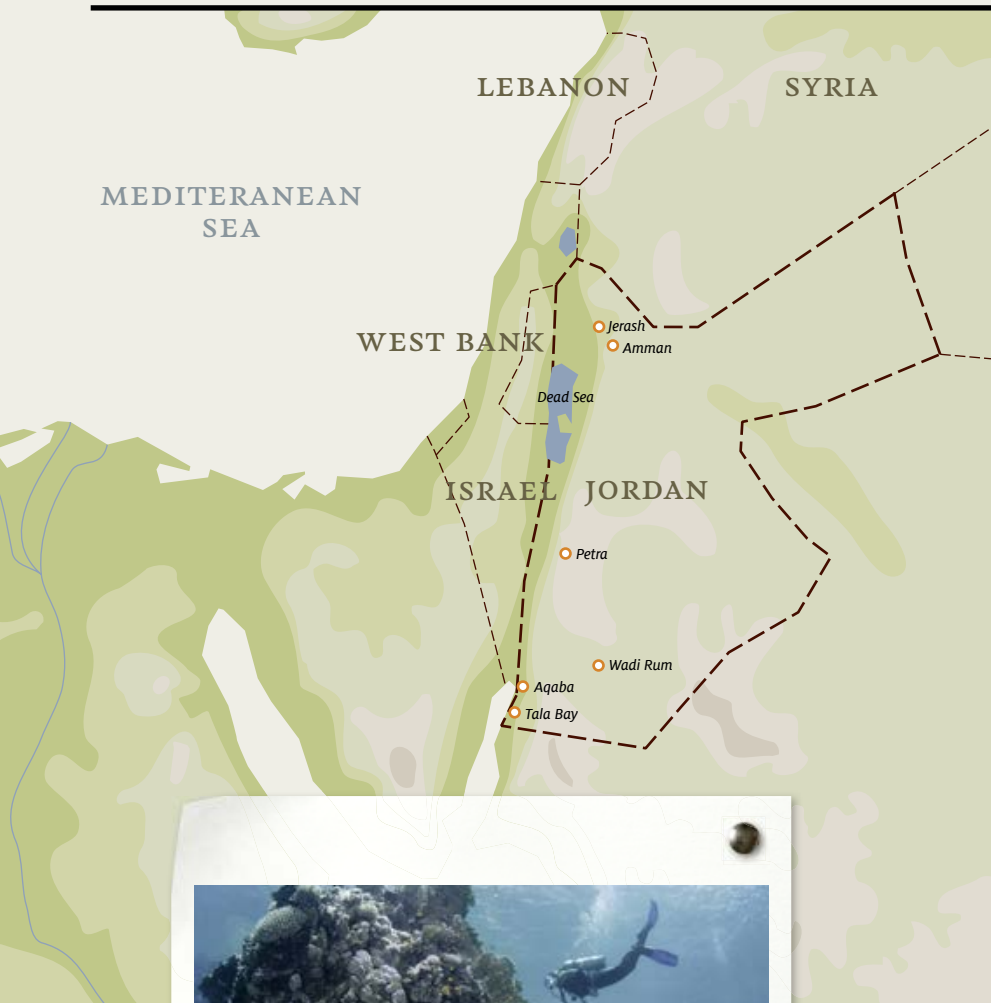 LEBANON
SYRIA
MEDITERANEAN
SEA
Jerash
WEST BANK
Amman
Dead Sea
ISRAEL
JORDAN
Petra
Wadi Rum
Aqaba
Tala Bay